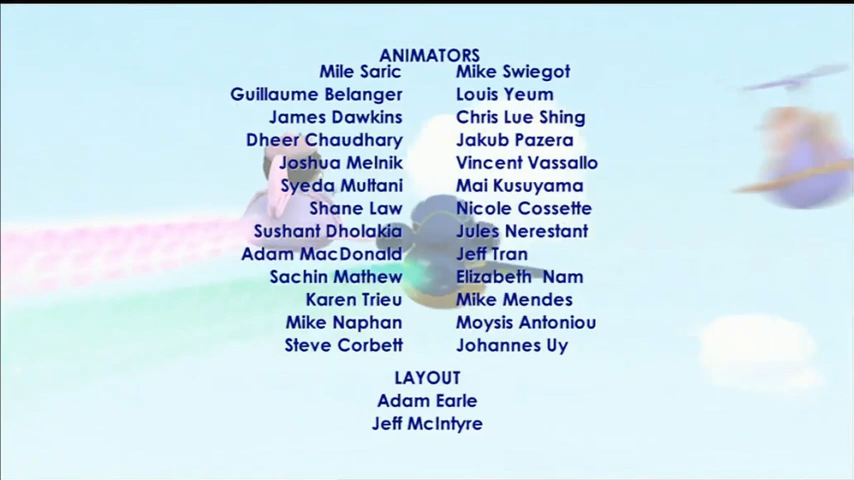 ANIMATORS
Mile Saric Mike Swiegot
Guillaume Belanger Louis Yeum
James Dawkins Chris Lue Shing
Dheer Chaudhary Jakub Pazera
Joshua Melnik Vincent Vassallo
Syeda Multani Mai Kusuyama
Shane Law Nicole Cossette
Sushant Dholakia Jules Nerestant
Adam MacDonald Jeff Tran
Sachin Mathew Elizabeth Nam
Karen Trieu Mike Mendes
Mike Naphan Moysis Antoniou
Steve Corbett Johannes Uy
LAYOUT
Adam Earle
Jeff McIntyre